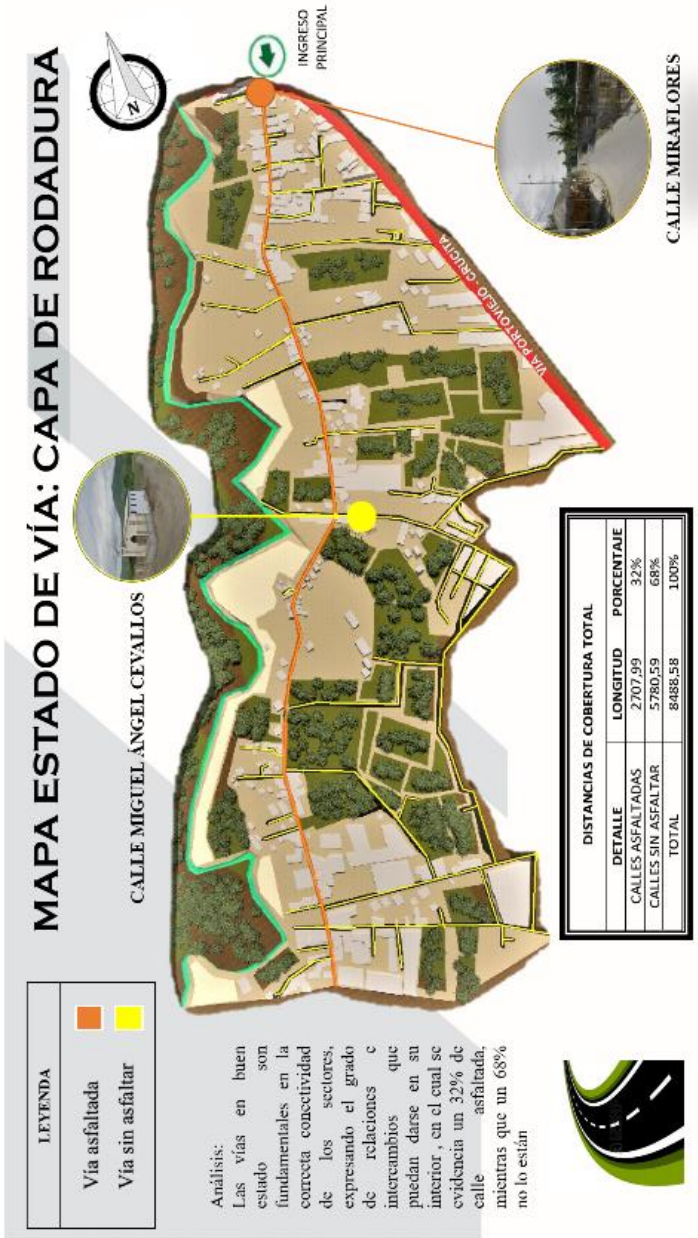 MAPA ESTADO DE VÍA: CAPA DE RODADURA
LEYENDA
Vía asfaltada
Vía sin asfaltar
CALLE MIGUEL ÁNGEL CEVALLOS
N
INGRESO
PRINCIPAL
VIA PORTOVIEJO - CRUCITA
CALLE MIRAFLORES
Análisis:
Las vías en buen
estado son
fundamentales en la
correcta conectividad
de los sectores,
expresando el grado
de relaciones e
intercambios que
puedan darse en su
interior , en el cual se
evidencia un 32% de
calle asfaltada,
mientras que un 68%
no lo están
DISTANCIAS DE COBERTURA TOTAL
DETALLE LONGITUD PORCENTAJE
CALLES ASFALTADAS 2707,99 32%
CALLES SIN ASFALTAR 5780,59 68%
TOTAL 8488,58 100%